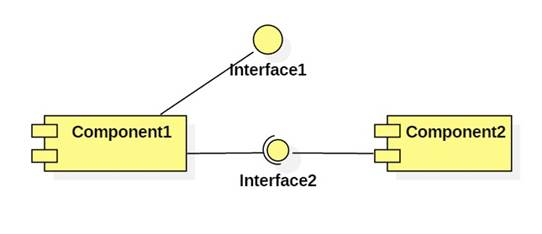 Interface1
Component1
Component2
Interface2